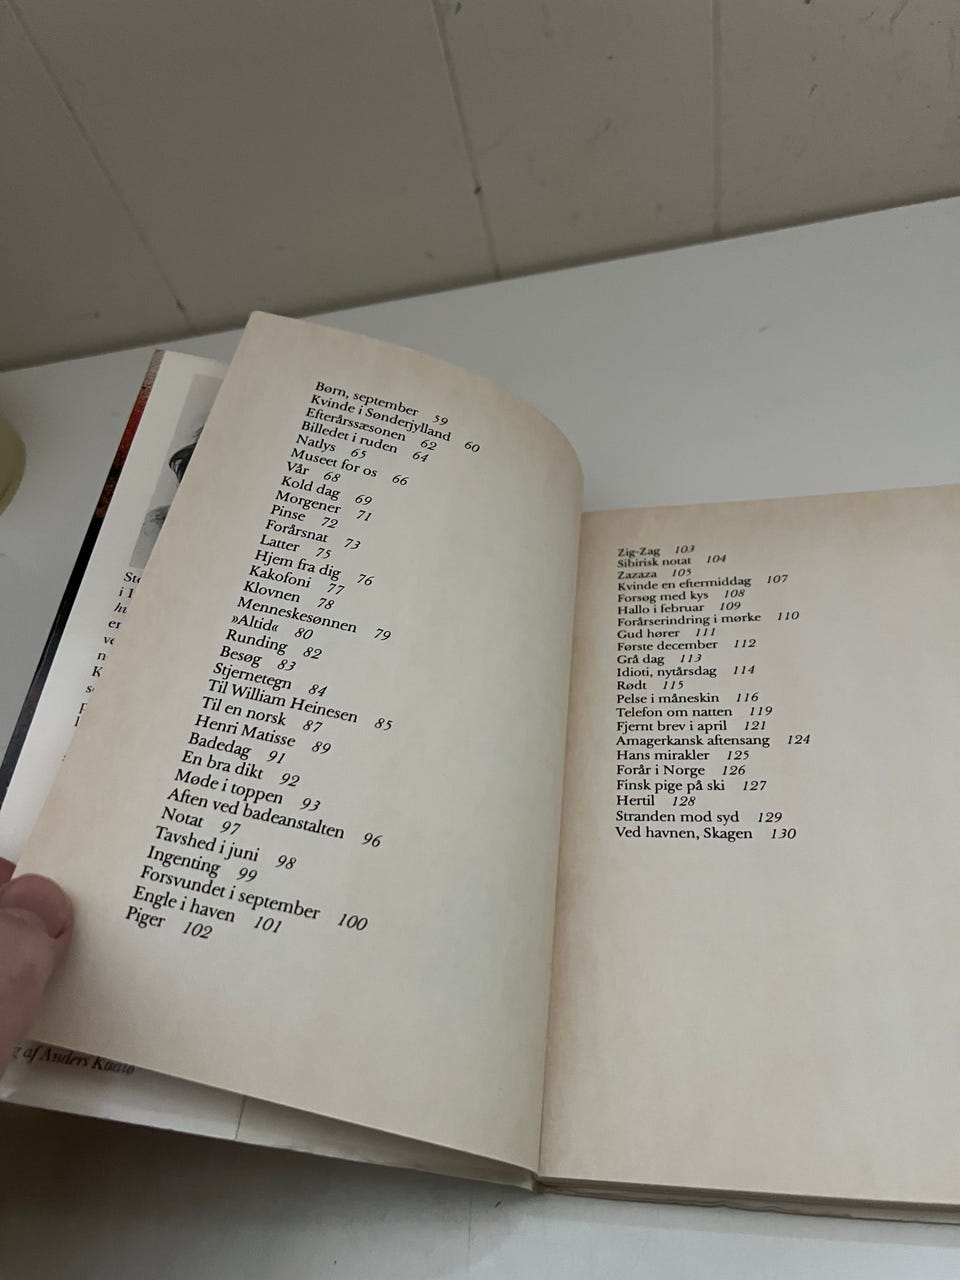 i
af Anders
Børn, september 59
Kvinde i Sønderjylland 60
Efterårssæsonen 62
Billedet i ruden 64
Natlys 65
Museet for os 66
Vår 68
Kold dag 69
Morgener 71
Pinse 72
Forårsnat 73
Latter 75
Hjem fra dig 76
Kakofoni 77
Klovnen 78
Menneskesønnen 79
»Altid« 80
Runding 82
Besøg 83
Stjernetegn 84
Til William Heinesen 85
Til en norsk 87
Henri Matisse 89
Badedag 91
En bra dikt 92
Møde i toppen 93
Aften ved badeanstalten 96
Notat 97
Tavshed i juni 98
Ingenting 99
Forsvundet i september 100
Engle i haven 101
Piger 102
Zig-Zag 103
Sibirisk notat 104
Zazaza 105
Kvinde en eftermiddag 107
Forsøg med kys 108
Hallo i februar 109
Forårserindring i mørke 110
Gud hører 111
Første december 112
Grå dag 113
Idioti, nytårsdag 114
Rødt 115
Pelse i måneskin 116
Telefon om natten 119
Fjernt brev i april 121
Amagerkansk aftensang 124
Hans mirakler 125
Forår i Norge 126
Finsk pige på ski 127
Hertil 128
Stranden mod syd 129
Ved havnen, Skagen 130